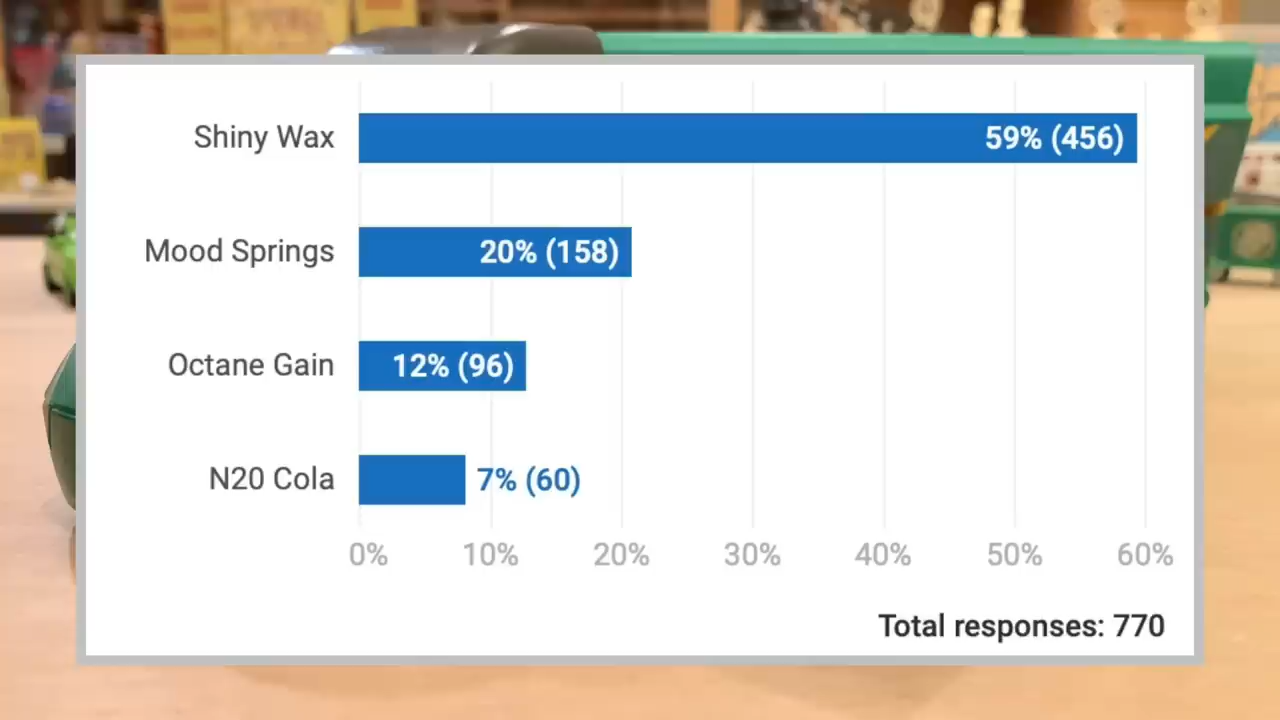 Shiny Wax 59% (456)
Mood Springs 20% (158)
Octane Gain 12% (96)
N20 Cola 7% (60)
0% 10% 20% 30% 40% 50% 60%
Total responses: 770